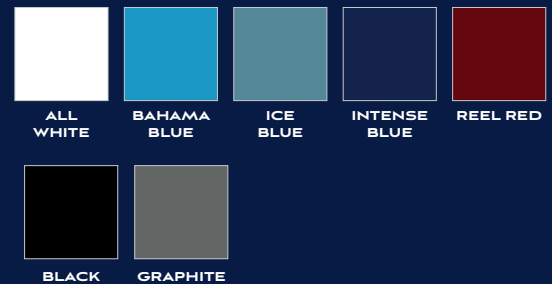 ALL
WHITE
BAHAMA
BLUE
ICE
BLUE
INTENSE
BLUE
REEL RED
BLACK
GRAPHITE